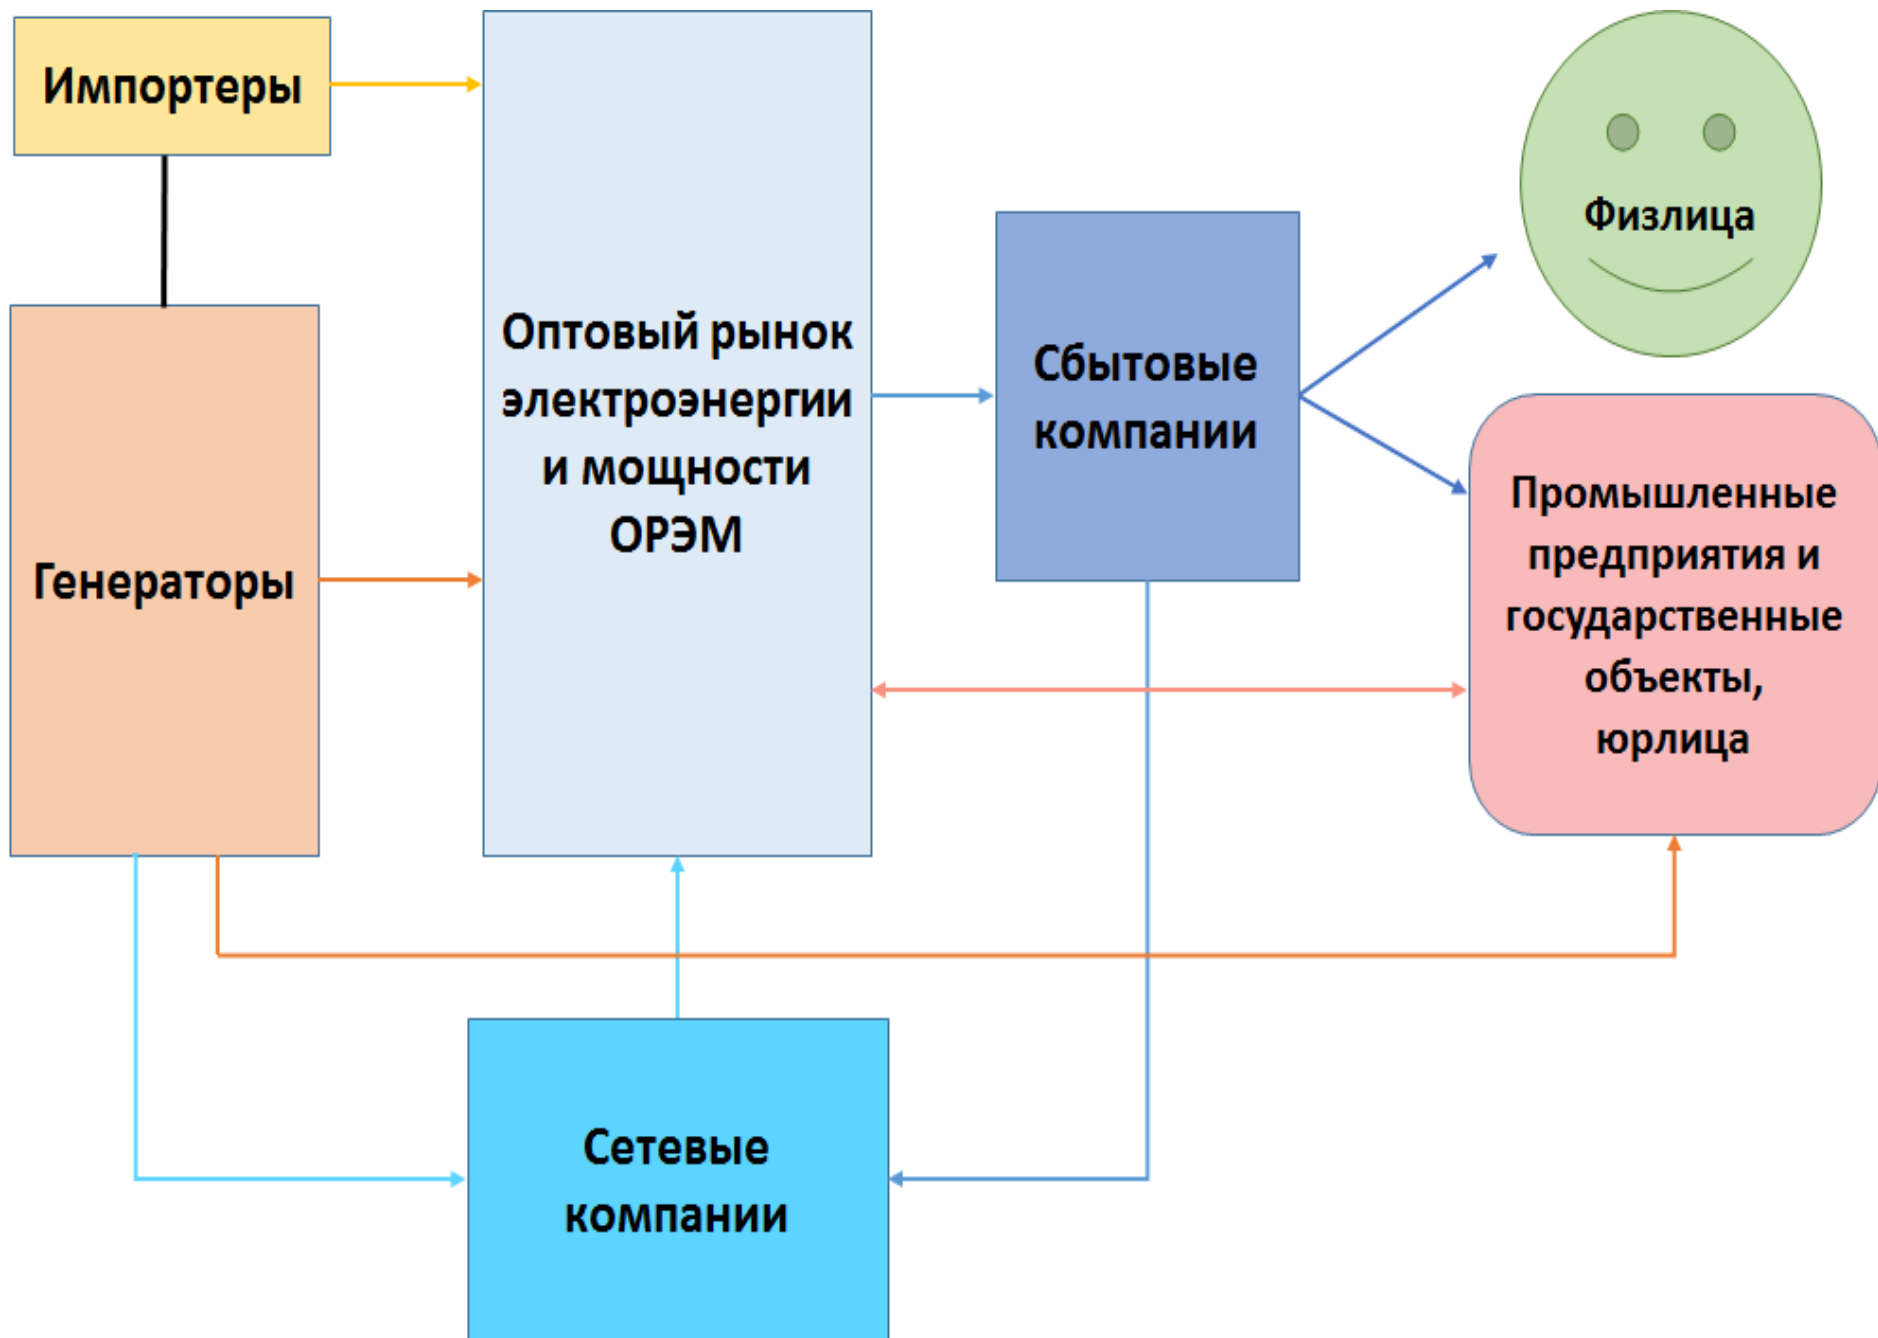 Импортеры
Генераторы
Оптовый рынок
электроэнергии
и мощности
ОРЭМ
Сбытовые
компании
Физлица
Промышленные
предприятия и
государственные
объекты,
юрлица
Сетевые
компании